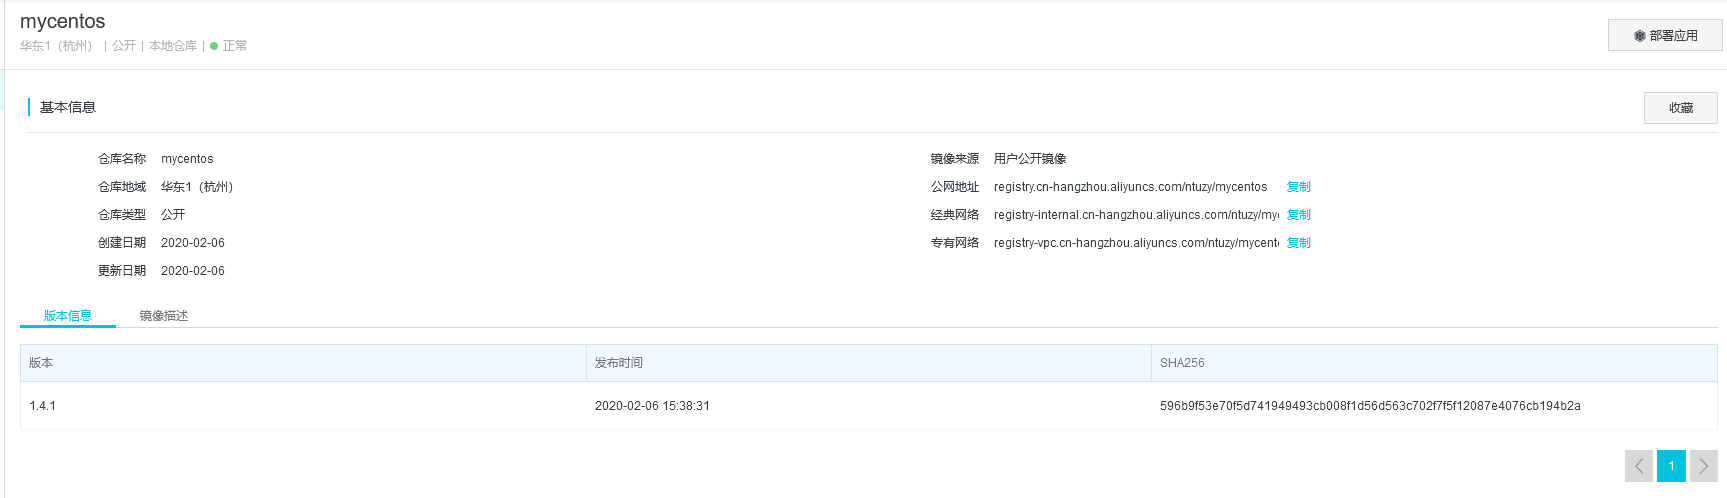 mycentos
华东1（杭州） | 公开 | 本地仓库 | 正常
部署应用
基本信息
收藏
仓库名称 mycentos
镜像来源 用户公开镜像
仓库地域 华东1（杭州）
公网地址 registry.cn-hangzhou.aliyuncs.com/ntuzy/mycentos 复制
仓库类型 公开
经典网络 registry-internal.cn-hangzhou.aliyuncs.com/ntuzy/myc 复制
创建日期 2020-02-06
专有网络 registry-vpc.cn-hangzhou.aliyuncs.com/ntuzy/mycent 复制
更新日期 2020-02-06
版本信息 镜像描述
版本 发布时间 SHA256
1.4.1 2020-02-06 15:38:31 596b9f53e70f5d741949493cb008f1d56d563c702f7f5f12087e4076cb194b2a
1